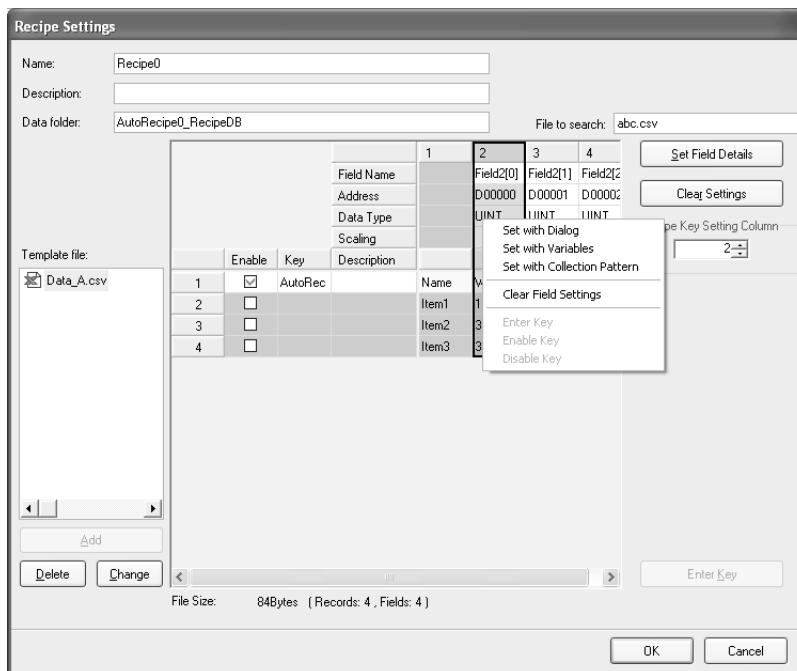 Recipe Settings
Name: Recipe0
Description:
Data folder: AutoRecipe0_RecipeDB File to search: abc.csv
1 2 3 4 Set Field Details
Field Name Field2[0] Field2[1] Field2[2
Address D00000 D00001 D00002 Clear Settings
Data Type UINT UINT UINT
Scaling Key Setting Column
Template file: Enable Key Description 2
Set with Dialog
Set with Variables
Set with Collection Pattern
Clear Field Settings
Enter Key
Enable Key
Disable Key
Data_A.csv
1 AutoRec Name
2 Item1 1
3 Item2 3
4 Item3 3
Add
Delete Change Enter Key
File Size: 84Bytes ( Records: 4 , Fields: 4 )
OK Cancel